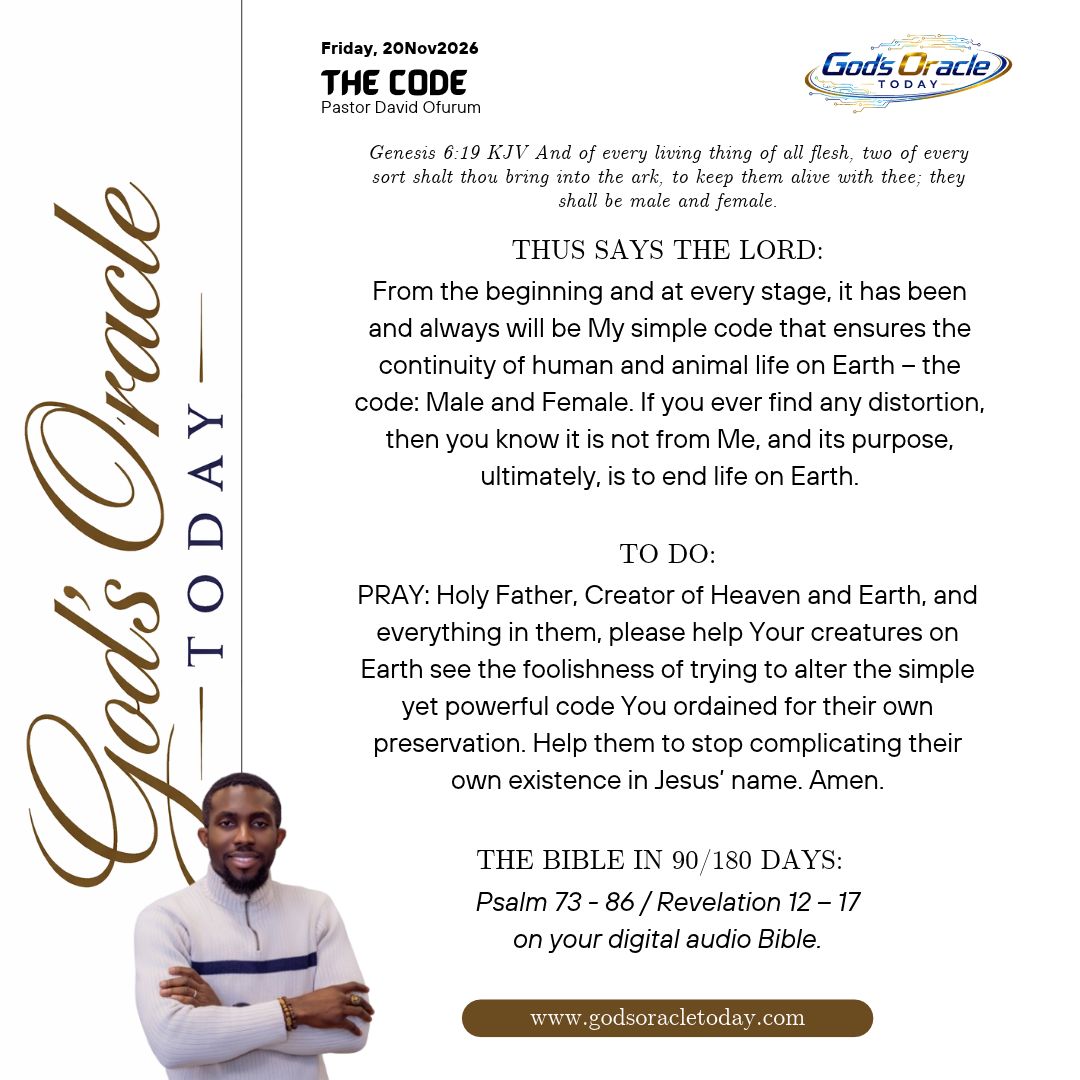 Friday, 20Nov2026
THE CODE
Pastor David Ofurum
God's Oracle
TODAY
Genesis 6:19 KJV And of every living thing of all flesh, two of every
sort shalt thou bring into the ark, to keep them alive with thee; they
shall be male and female.
THUS SAYS THE LORD:
From the beginning and at every stage, it has been
and always will be My simple code that ensures the
continuity of human and animal life on Earth – the
code: Male and Female. If you ever find any distortion,
then you know it is not from Me, and its purpose,
ultimately, is to end life on Earth.
TO DO:
PRAY: Holy Father, Creator of Heaven and Earth, and
everything in them, please help Your creatures on
Earth see the foolishness of trying to alter the simple
yet powerful code You ordained for their own
preservation. Help them to stop complicating their
own existence in Jesus’ name. Amen.
THE BIBLE IN 90/180 DAYS:
Psalm 73 - 86 / Revelation 12 – 17
on your digital audio Bible.
www.godsoracletoday.com
God's Oracle
TODAY